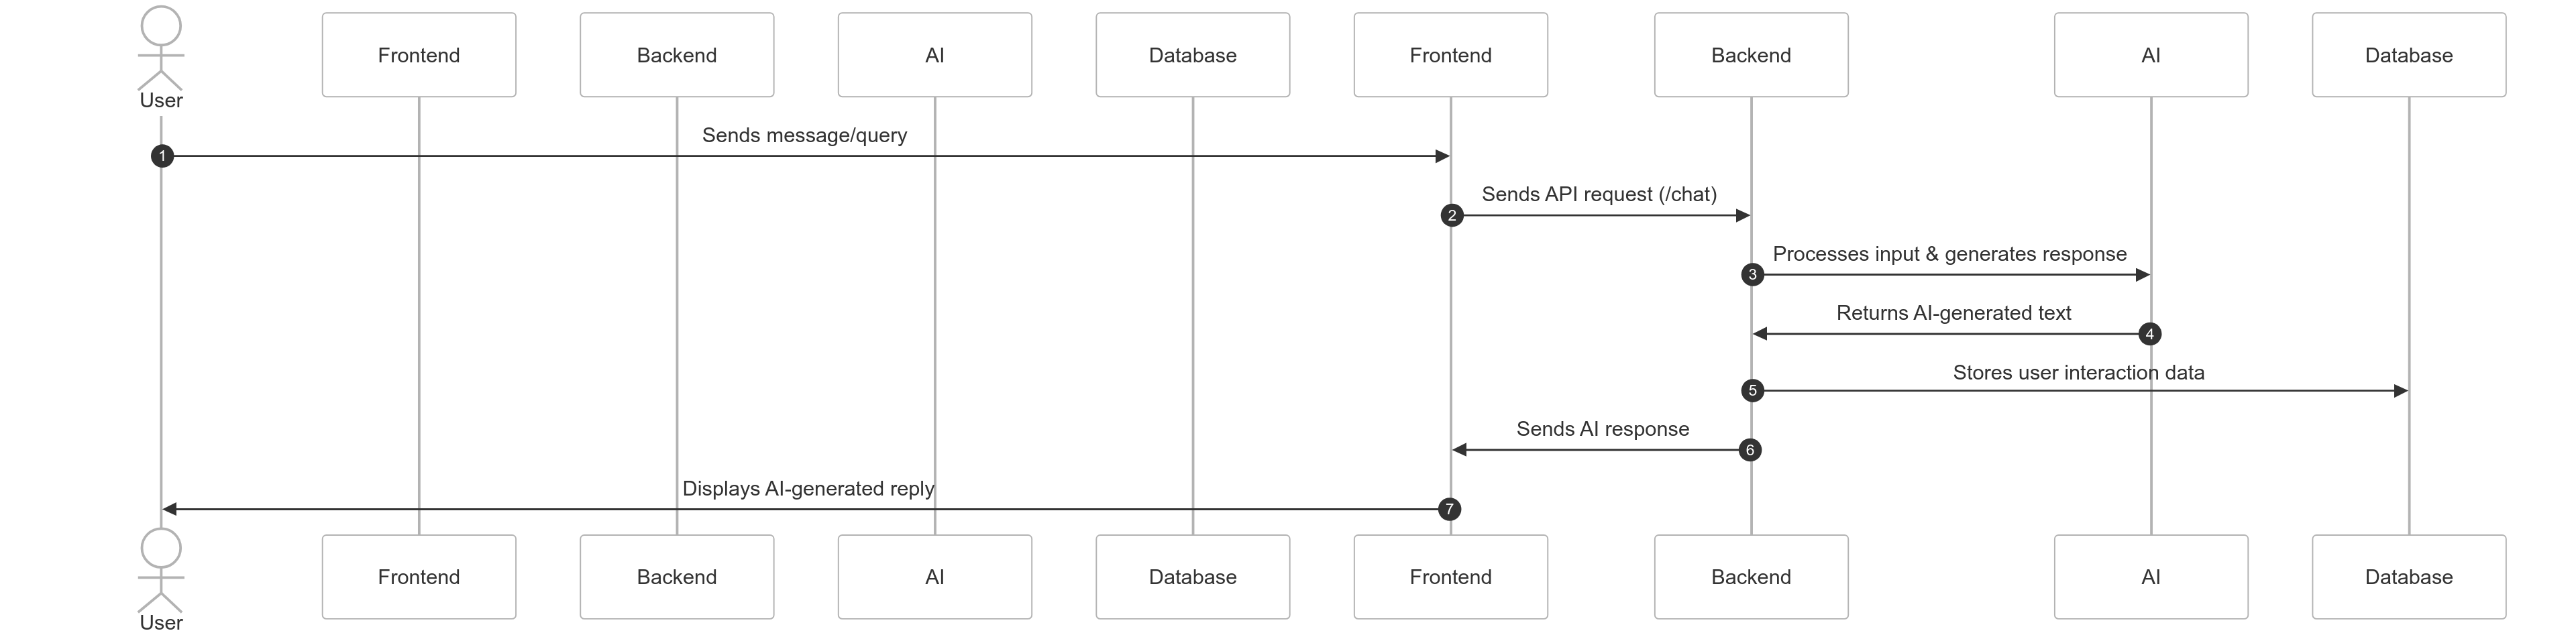 User
Frontend
Backend
AI
Database
Frontend
Backend
AI
Database
Sends message/query
1
Sends API request (/chat)
2
Processes input & generates response
3
Returns AI-generated text
4
Stores user interaction data
5
Sends AI response
6
Displays AI-generated reply
7
User
Frontend
Backend
AI
Database
Frontend
Backend
AI
Database